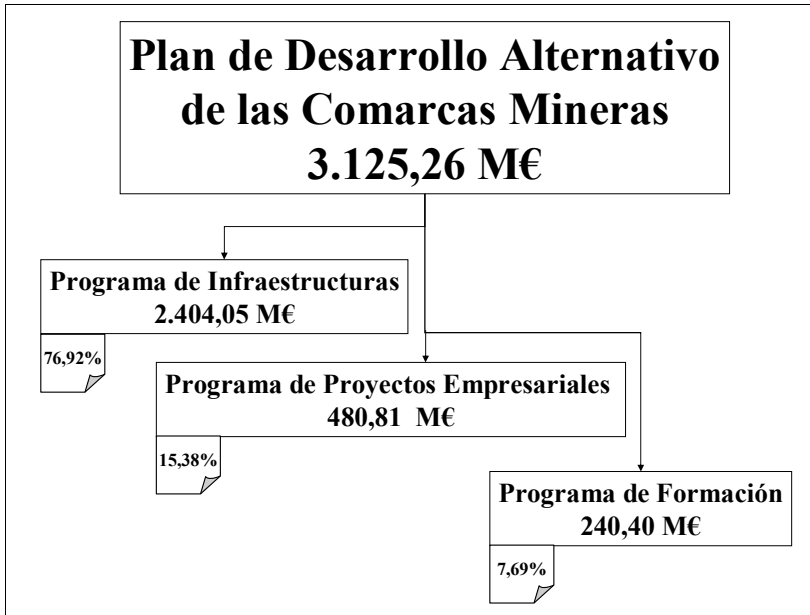 Plan de Desarrollo Alternativo
de las Comarcas Mineras
3.125,26 M€
Programa de Infraestructuras
2.404,05 M€
76,92%
Programa de Proyectos Empresariales
480,81 M€
15,38%
Programa de Formación
240,40 M€
7,69%